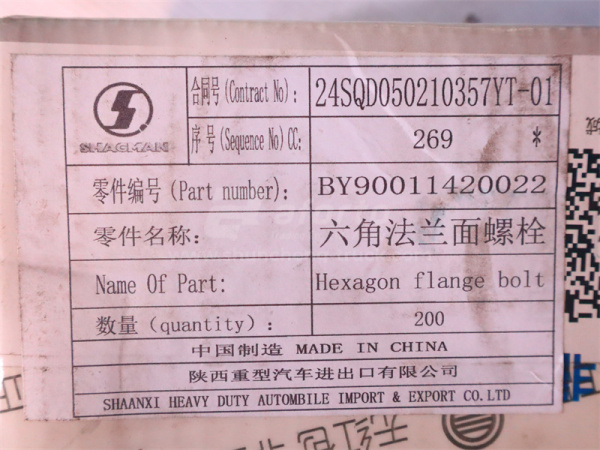 合同号(Contract No): 24SQD050210357YT-01
SHACMAN
序号(Sequence No)CC: 269 *
零件编号(Part number): BY90011420022
零件名称: 六角法兰面螺栓
Name Of Part: Hexagon flange bolt
数量(quantity): 200
中国制造 MADE IN CHINA
陕西重型汽车进出口有限公司
SHAANXI HEAVY DUTY AUTOMBILE IMPORT & EXPORT CO.LTD